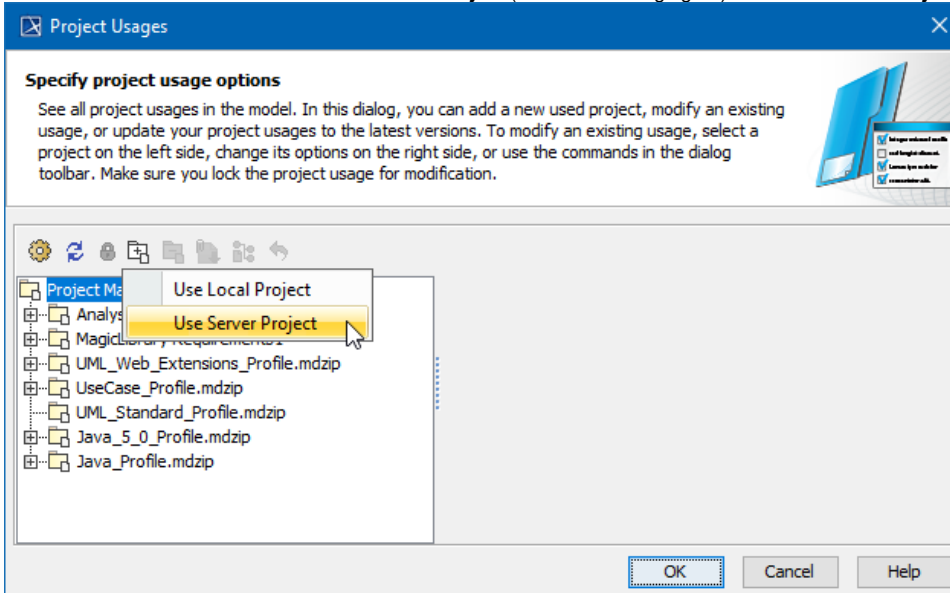 Project Usages
Specify project usage options
See all project usages in the model. In this dialog, you can add a new used project, modify an existing
usage, or update your project usages to the latest versions. To modify an existing usage, select a
project on the left side, change its options on the right side, or use the commands in the dialog
toolbar. Make sure you lock the project usage for modification.
Project Ma
Use Local Project
Analys
Use Server Project
UML_Web_Extensions_Profile.mdzip
UseCase_Profile.mdzip
UML_Standard_Profile.mdzip
Java_5_0_Profile.mdzip
Java_Profile.mdzip
OK Cancel Help